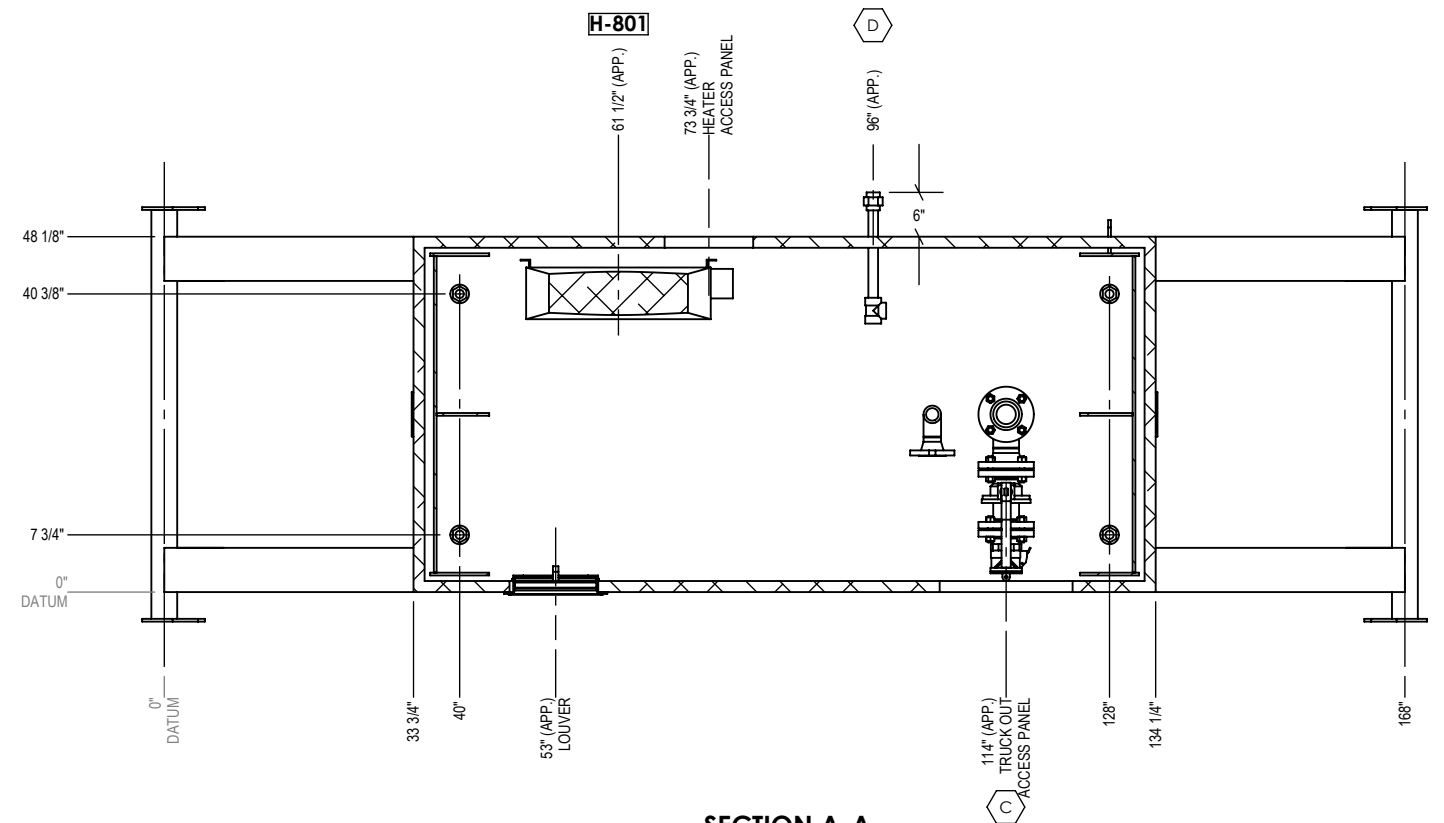 H-801
D
61 1/2" (APP.)
73 3/4" (APP.)
HEATER
ACCESS PANEL
96" (APP.)
6"
48 1/8"
40 3/8"
7 3/4"
0"
DATUM
0"
DATUM
33 3/4"
40"
53" (APP.)
LOUVER
114" (APP.)
TRUCK OUT
ACCESS PANEL
C
128"
134 1/4"
168"
SECTION A-A